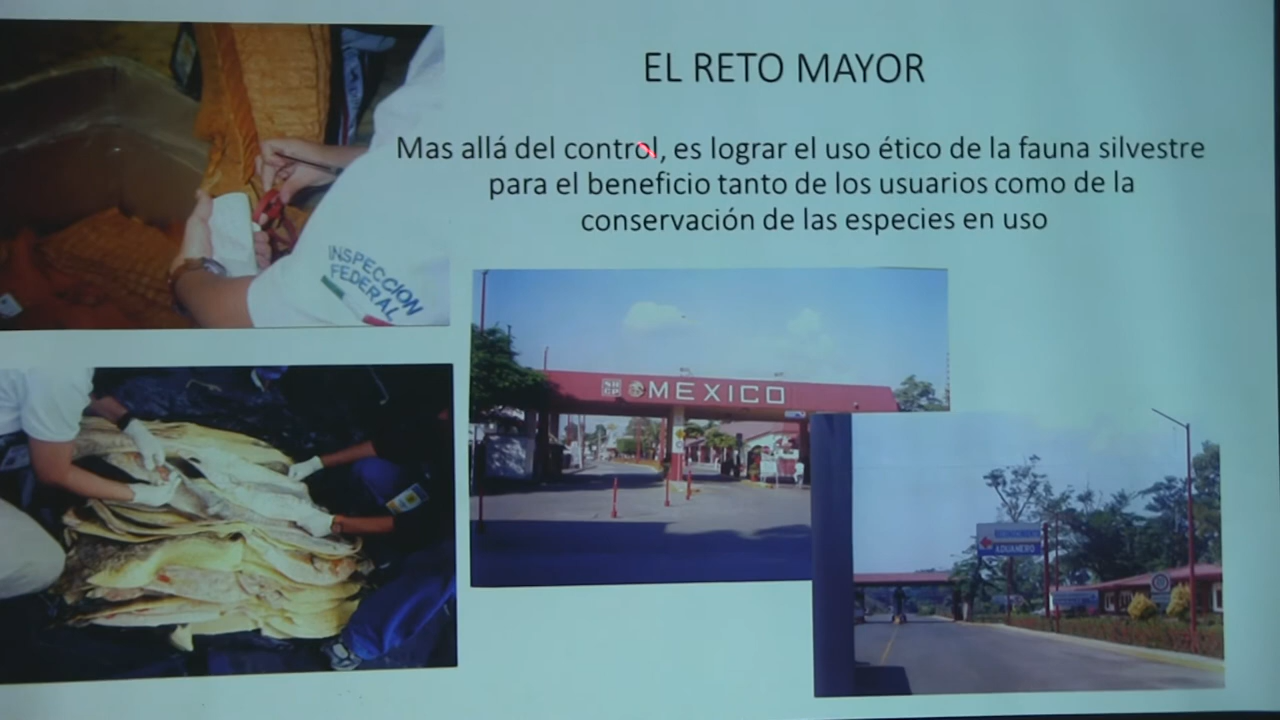 EL RETO MAYOR
Mas allá del control, es lograr el uso ético de la fauna silvestre
para el beneficio tanto de los usuarios como de la
conservación de las especies en uso
INSPECCION
FEDERAL
MEXICO
RECONOCIMIENTO
ADUANERO